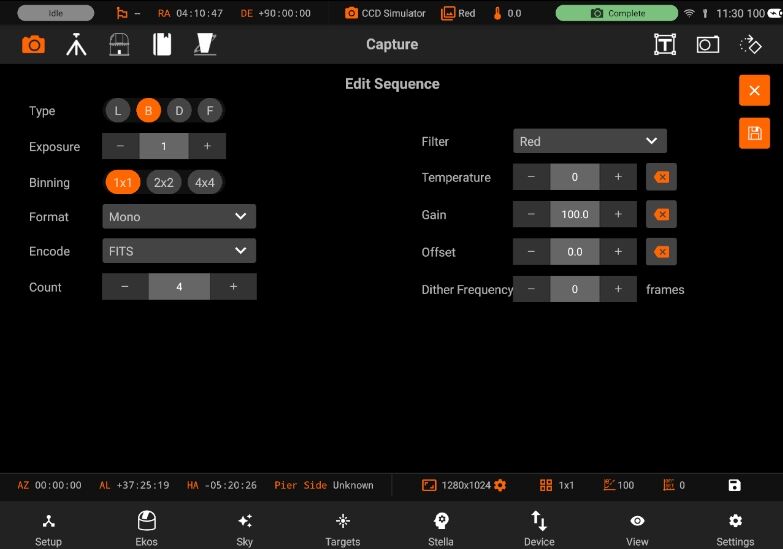 Idle -- RA 04:10:47 DE +90:00:00 CCD Simulator Red 0.0 Complete 11:30 100
Capture T
Edit Sequence
Type L B D F
Exposure − 1 +
Filter Red
Binning 1x1 2x2 4x4
Temperature − 0 +
Format Mono
Gain − 100.0 +
Encode FITS
Offset − 0.0 +
Count − 4 +
Dither Frequency − 0 + frames
AZ 00:00:00 AL +37:25:19 HA -05:20:26 Pier Side Unknown 1280x1024 1x1 100 0
Setup Ekos Sky Targets Stella Device View Settings